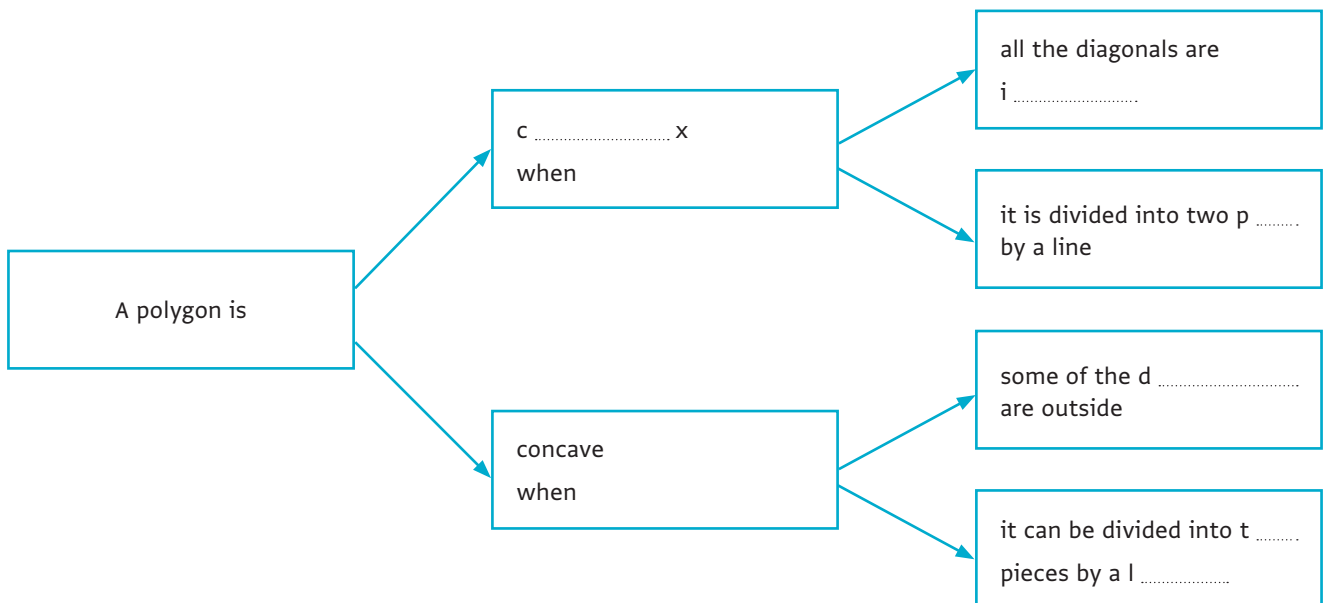 A polygon is
c .......................... x
when
concave
when
all the diagonals are
i ........................
it is divided into two p ........
by a line
some of the d ...........................
are outside
it can be divided into t ........
pieces by a l .................